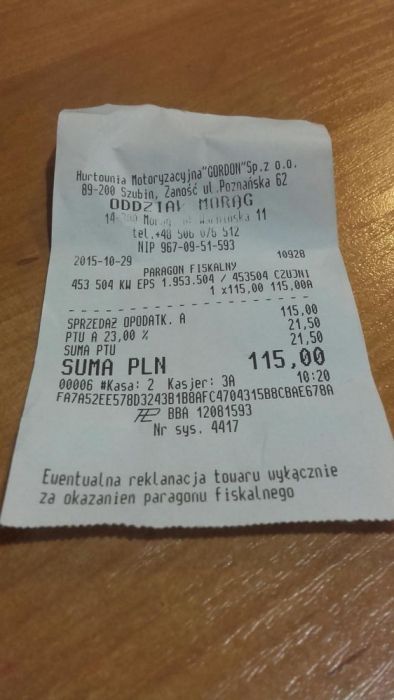 Hurtownia Motoryzacyjna"GORDON"Sp.z o.o.
89-200 Szubin, Zaność ul.Poznańska 62
ODDZIAŁ MORĄG
14- 11
tel.+48 506 076 512
NIP 967-09-51-593
2015-10-29 10928
PARAGON FISKALNY
453 504 KW EPS 1.953.504 / 453504 CZUJNI
1 x115,00 115,00A
SPRZEDAŻ OPODATK. A 115,00
PTU A 23,00 % 21,50
SUMA PTU 21,50
SUMA PLN 115,00
00006 #Kasa: 2 Kasjer: 3A 10:20
FA7A52EE578D3243B1B8AFC4704315B8CBAE678A
BBA 12081593
Nr sys. 4417
Ewentualna reklamacja towaru wyłącznie
za okazaniem paragonu fiskalnego